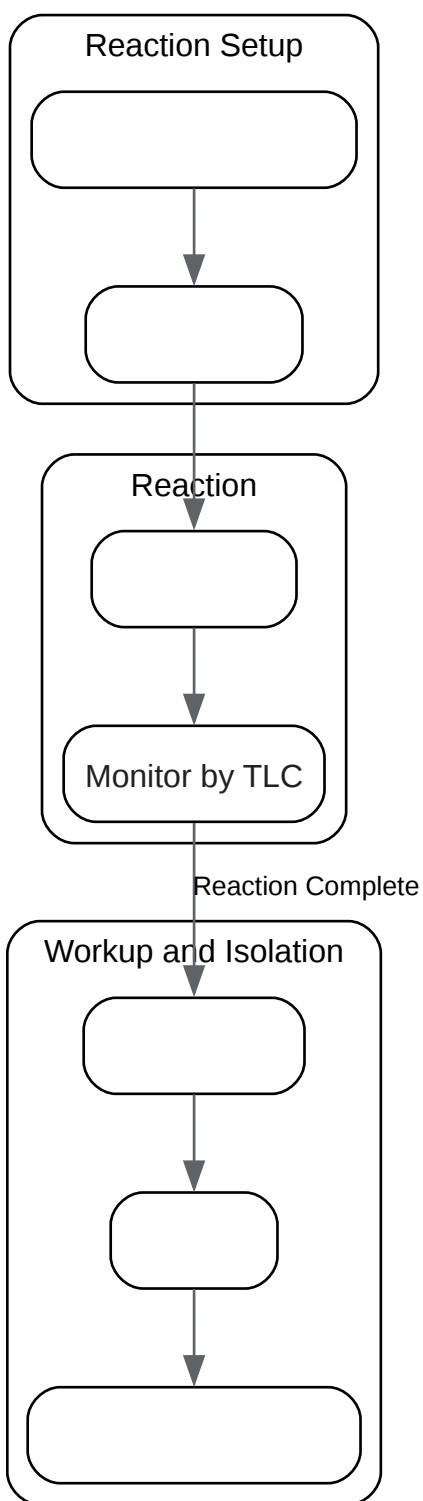 Reaction Setup
Reaction
Monitor by TLC
Reaction Complete
Workup and Isolation